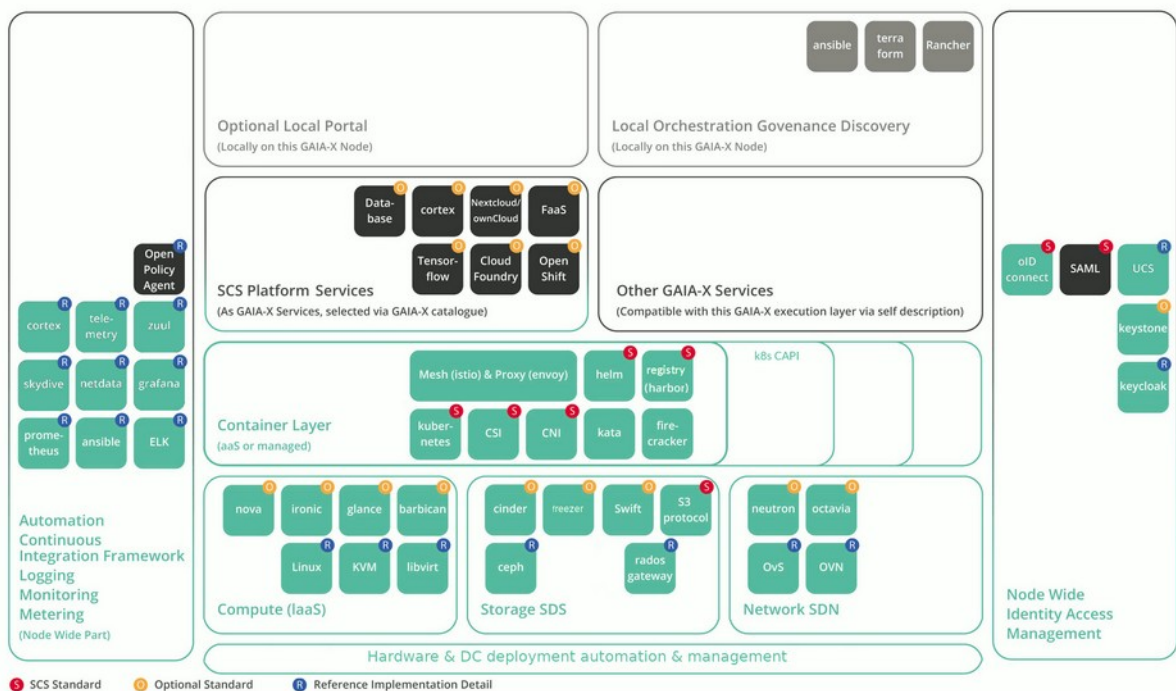 R
Open
Policy
Agent
R
cortex
R
tele-
metry
R
zuul
R
skydive
R
netdata
R
grafana
R
prome-
theus
R
ansible
R
ELK
Automation
Continuous
Integration Framework
Logging
Monitoring
Metering
(Node Wide Part)
Optional Local Portal
(Locally on this GAIA-X Node)
ansible
terra
form
Rancher
Local Orchestration Govenance Discovery
(Locally on this GAIA-X Node)
O
Data-
base
O
cortex
O
Nextcloud/
ownCloud
O
FaaS
O
Tensor-
flow
O
Cloud
Foundry
O
Open
Shift
SCS Platform Services
(As GAIA-X Services, selected via GAIA-X catalogue)
Other GAIA-X Services
(Compatible with this GAIA-X execution layer via self description)
Mesh (istio) & Proxy (envoy)
S
helm
S
registry
(harbor)
k8s CAPI
S
kuber-
netes
S
CSI
S
CNI
kata
fire-
cracker
Container Layer
(aaS or managed)
O
nova
O
ironic
O
glance
O
barbican
R
Linux
R
KVM
R
libvirt
Compute (IaaS)
O
cinder
O
freezer
O
Swift
S
S3
protocol
R
ceph
R
rados
gateway
Storage SDS
O
neutron
O
octavia
R
OvS
R
OVN
Network SDN
Hardware & DC deployment automation & management
S
oID
connect
S
SAML
R
UCS
O
keystone
R
keycloak
Node Wide
Identity Access
Management
S SCS Standard
O Optional Standard
R Reference Implementation Detail